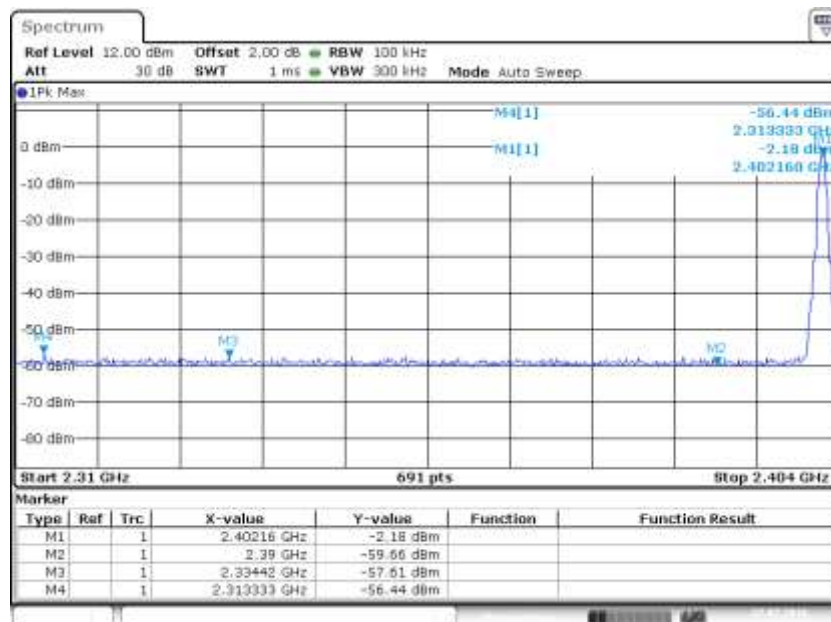 Spectrum
Ref Level 12.00 dBm Offset 2.00 dB RBW 100 kHz
Att 30 dB SWT 1 ms VBW 300 kHz Mode Auto Sweep
1Pk Max
M4[1] -56.44 dBm
2.313333 GHz
0 dBm M1[1] -2.18 dBm
2.402160 GHz
-10 dBm
-20 dBm
-30 dBm
-40 dBm
-50 dBm
M4 M3 M2
-60 dBm
-70 dBm
-80 dBm
Start 2.31 GHz 691 pts Stop 2.404 GHz
Marker
Type Ref Trc X-value Y-value Function Function Result
M1 1 2.40216 GHz -2.18 dBm
M2 1 2.39 GHz -59.66 dBm
M3 1 2.33442 GHz -57.61 dBm
M4 1 2.313333 GHz -56.44 dBm